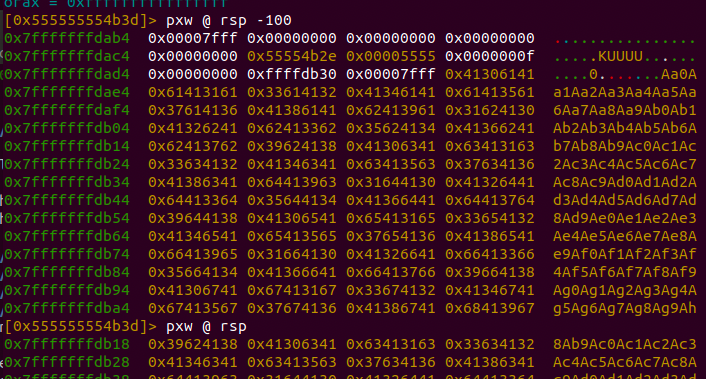 orax = 0xffffffffffffffff
[0x555555554b3d]> pxw @ rsp -100
0x7fffffffdab4 0x00007fff 0x00000000 0x00000000 0x00000000 ................
0x7fffffffdac4 0x00000000 0x55554b2e 0x00005555 0x0000000f .....KUUUU......
0x7fffffffdad4 0x00000000 0xffffdb30 0x00007fff 0x41306141 ....0.......Aa0A
0x7fffffffdae4 0x61413161 0x33614132 0x41346141 0x61413561 a1Aa2Aa3Aa4Aa5Aa
0x7fffffffdaf4 0x37614136 0x41386141 0x62413961 0x31624130 6Aa7Aa8Aa9Ab0Ab1
0x7fffffffdb04 0x41326241 0x62413362 0x35624134 0x41366241 Ab2Ab3Ab4Ab5Ab6A
0x7fffffffdb14 0x62413762 0x39624138 0x41306341 0x63413163 b7Ab8Ab9Ac0Ac1Ac
0x7fffffffdb24 0x33634132 0x41346341 0x63413563 0x37634136 2Ac3Ac4Ac5Ac6Ac7
0x7fffffffdb34 0x41386341 0x64413963 0x31644130 0x41326441 Ac8Ac9Ad0Ad1Ad2A
0x7fffffffdb44 0x64413364 0x35644134 0x41366441 0x64413764 d3Ad4Ad5Ad6Ad7Ad
0x7fffffffdb54 0x39644138 0x41306541 0x65413165 0x33654132 8Ad9Ae0Ae1Ae2Ae3
0x7fffffffdb64 0x41346541 0x65413565 0x37654136 0x41386541 Ae4Ae5Ae6Ae7Ae8A
0x7fffffffdb74 0x66413965 0x31664130 0x41326641 0x66413366 e9Af0Af1Af2Af3Af
0x7fffffffdb84 0x35664134 0x41366641 0x66413766 0x39664138 4Af5Af6Af7Af8Af9
0x7fffffffdb94 0x41306741 0x67413167 0x33674132 0x41346741 Ag0Ag1Ag2Ag3Ag4A
0x7fffffffdba4 0x67413567 0x37674136 0x41386741 0x68413967 g5Ag6Ag7Ag8Ag9Ah
[0x555555554b3d]> pxw @ rsp
0x7fffffffdb18 0x39624138 0x41306341 0x63413163 0x33634132 8Ab9Ac0Ac1Ac2Ac3
0x7fffffffdb28 0x41346341 0x63413563 0x37634136 0x41386341 Ac4Ac5Ac6Ac7Ac8A